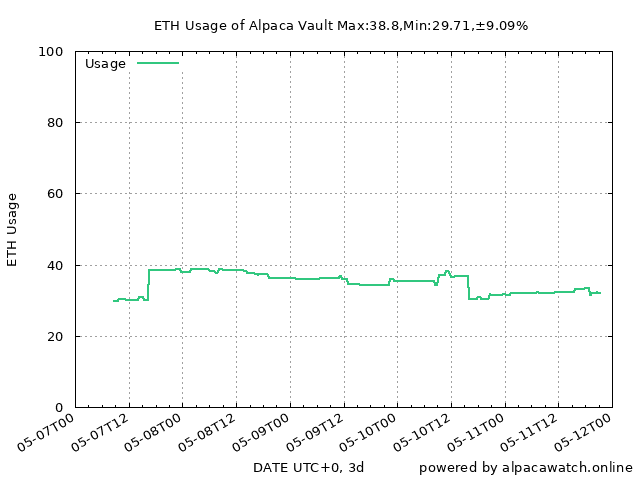 ETH Usage of Alpaca Vault Max:38.8,Min:29.71,±9.09%
Usage
100
80
60
40
20
0
ETH Usage
05-07T00
05-07T12
05-08T00
05-08T12
05-09T00
05-09T12
05-10T00
05-10T12
05-11T00
05-11T12
05-12T00
DATE UTC+0, 3d
powered by alpacawatch.online